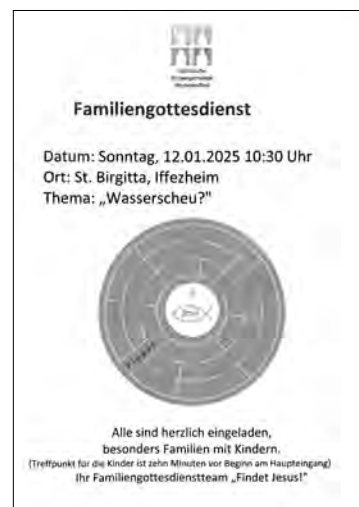 Familiengottesdienst
Datum: Sonntag, 12.01.2025 10:30 Uhr
Ort: St. Birgitta, Iffezheim
Thema: „Wasserscheu?"
Alle sind herzlich eingeladen,
besonders Familien mit Kindern.
(Treffpunkt für die Kinder ist zehn Minuten vor Beginn am Haupteingang)
Ihr Familiengottesdienstteam „Findet Jesus!"